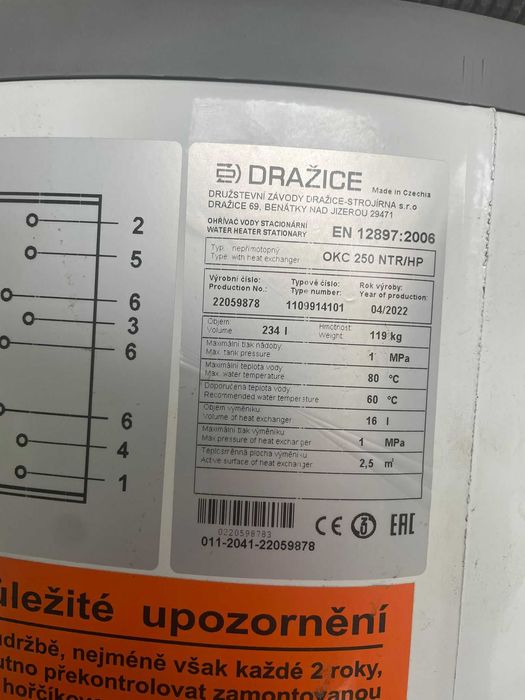 2
5
6
3
6
6
4
1
DRAŽICE Made in Czechia
DRUŽSTEVNÍ ZÁVODY DRAŽICE-STROJÍRNA s.r.o
DRAŽICE 69, BENÁTKY NAD JIZEROU 29471
OHŘÍVAČ VODY STACIONÁRNÍ
WATER HEATER STATIONARY EN 12897:2006
Typ nepřímotopný
Type with heat exchanger OKC 250 NTR/HP
Výrobní číslo: Typové číslo: Rok výroby:
Production No.: Type number: Year of production:
22059878 1109914101 04/2022
Objem Hmotnost
Volume 234 l Weight: 119 kg
Maximální tlak nádoby
Max. tank pressure 1 MPa
Maximální teplota vody
Max. water temperature 80 °C
Doporučená teplota vody
Recommended water temperature 60 °C
Objem výměníku
Volume of heat exchanger 16 l
Maximální tlak výměníku
Max pressure of heat exchanger 1 MPa
Teplosměnná plocha výměníku
Active surface of heat exchanger 2,5 m²
0220598783
011-2041-22059878
CE EAC
ůležité upozornění
údržbě, nejméně však každé 2 roky,
utno překontrolovat zamontovanou
hořčíkov